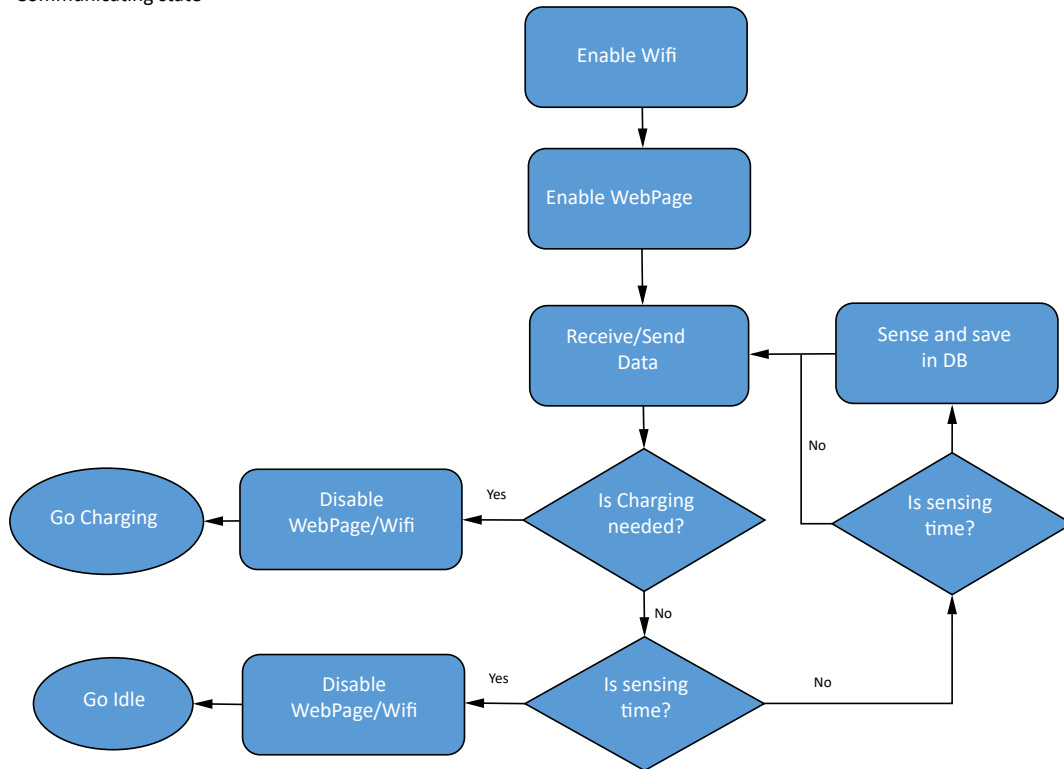 Communicating state
Enable Wifi
Enable WebPage
Receive/Send
Data
Sense and save
in DB
No
Is Charging
needed?
Yes
Disable
WebPage/Wifi
Go Charging
Is sensing
time?
No
Is sensing
time?
Yes
No
Disable
WebPage/Wifi
Go Idle